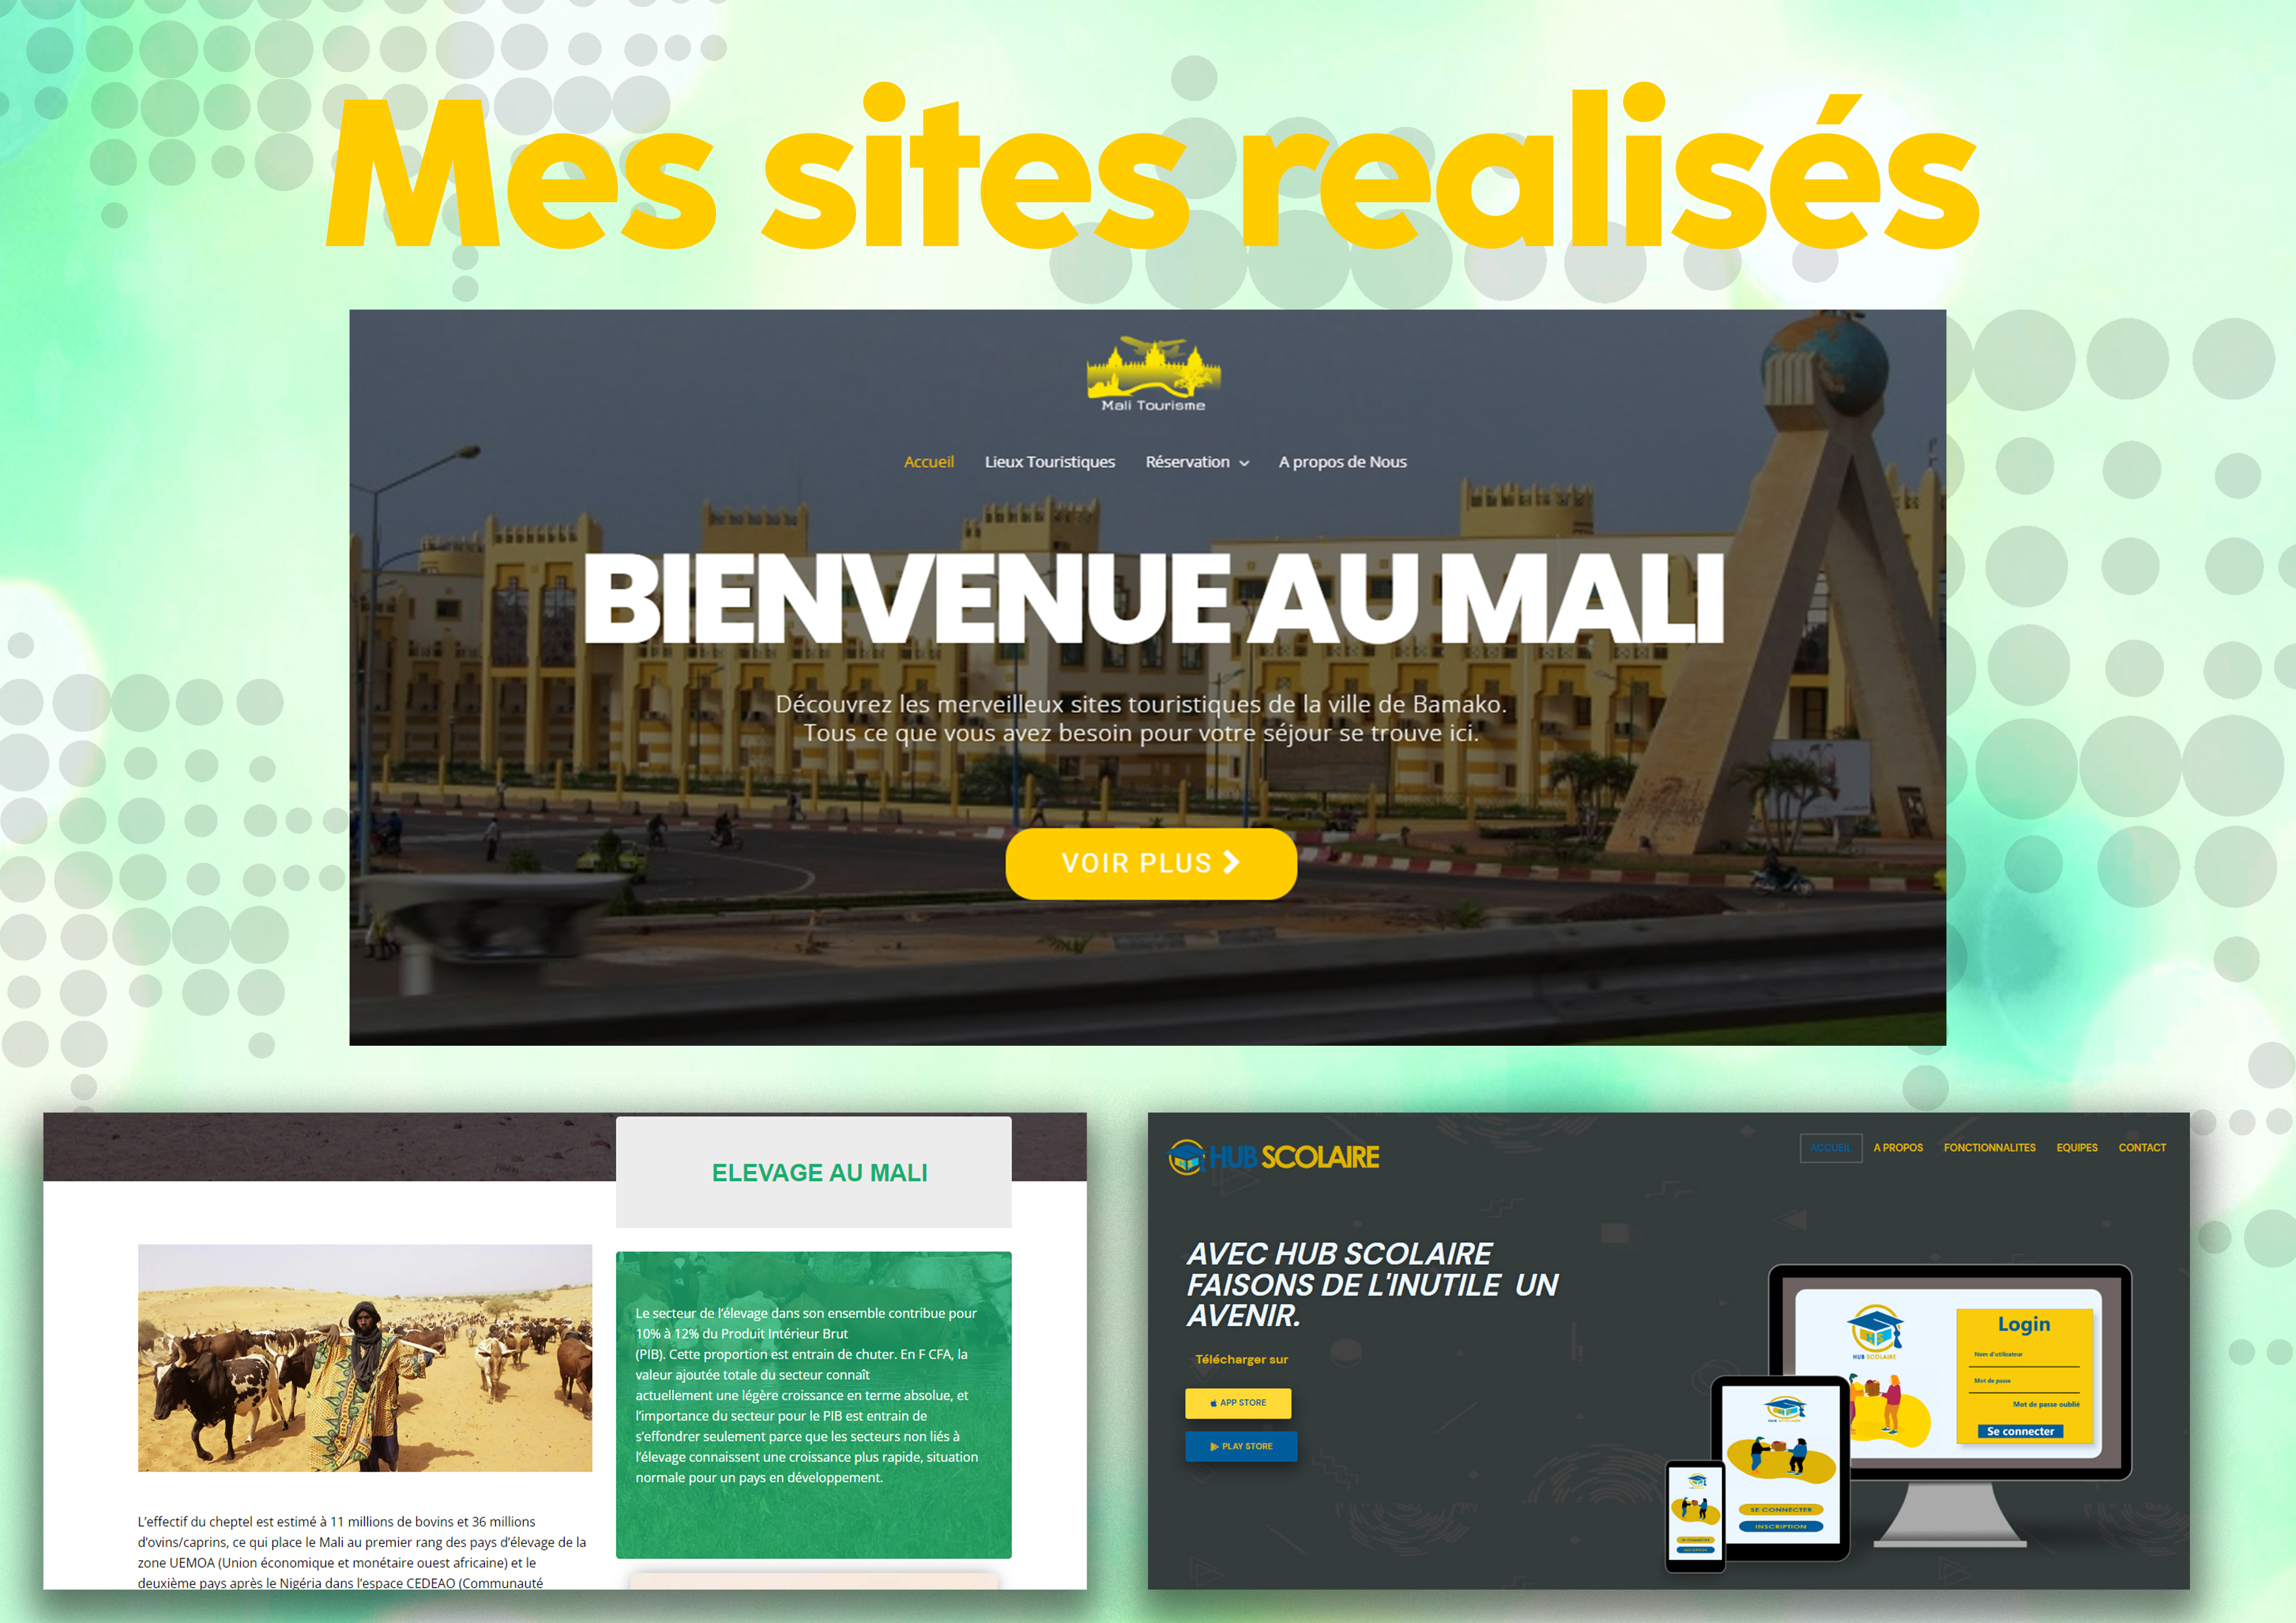 Mes sites realisés
Mali Tourisme
Accueil Lieux Touristiques Réservation A propos de Nous
BIENVENUE AU MALI
Découvrez les merveilleux sites touristiques de la ville de Bamako.
Tous ce que vous avez besoin pour votre séjour se trouve ici.
VOIR PLUS
ELEVAGE AU MALI
Le secteur de l’élevage dans son ensemble contribue pour
10% à 12% du Produit Intérieur Brut
(PIB). Cette proportion est entrain de chuter. En F CFA, la
valeur ajoutée totale du secteur connaît
actuellement une légère croissance en terme absolue, et
l’importance du secteur pour le PIB est entrain de
s’effondrer seulement parce que les secteurs non liés à
l’élevage connaissent une croissance plus rapide, situation
normale pour un pays en développement.
L’effectif du cheptel est estimé à 11 millions de bovins et 36 millions
d’ovins/caprins, ce qui place le Mali au premier rang des pays d’élevage de la
zone UEMOA (Union économique et monétaire ouest africaine) et le
deuxième pays après le Nigéria dans l’espace CEDEAO (Communauté
HUB SCOLAIRE
ACCUEIL A PROPOS FONCTIONNALITES EQUIPES CONTACT
AVEC HUB SCOLAIRE
FAISONS DE L'INUTILE UN
AVENIR.
Télécharger sur
APP STORE
PLAY STORE
HUB SCOLAIRE
Login
Nom d'utilisateur
Mot de passe
Mot de passe oublié
Se connecter
SE CONNECTER
INSCRIPTION